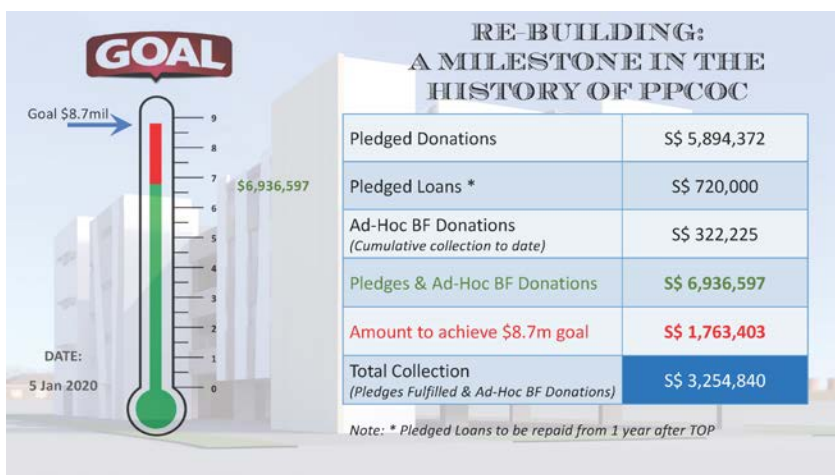 GOAL
Goal $8.7mil
9
8
7
6
5
4
3
2
1
0
$6,936,597
DATE:
5 Jan 2020
RE-BUILDING:
A MILESTONE IN THE
HISTORY OF PPCOC
Pledged Donations S$ 5,894,372
Pledged Loans * S$ 720,000
Ad-Hoc BF Donations
(Cumulative collection to date) S$ 322,225
Pledges & Ad-Hoc BF Donations S$ 6,936,597
Amount to achieve $8.7m goal S$ 1,763,403
Total Collection
(Pledges Fulfilled & Ad-Hoc BF Donations) S$ 3,254,840
Note: * Pledged Loans to be repaid from 1 year after TOP